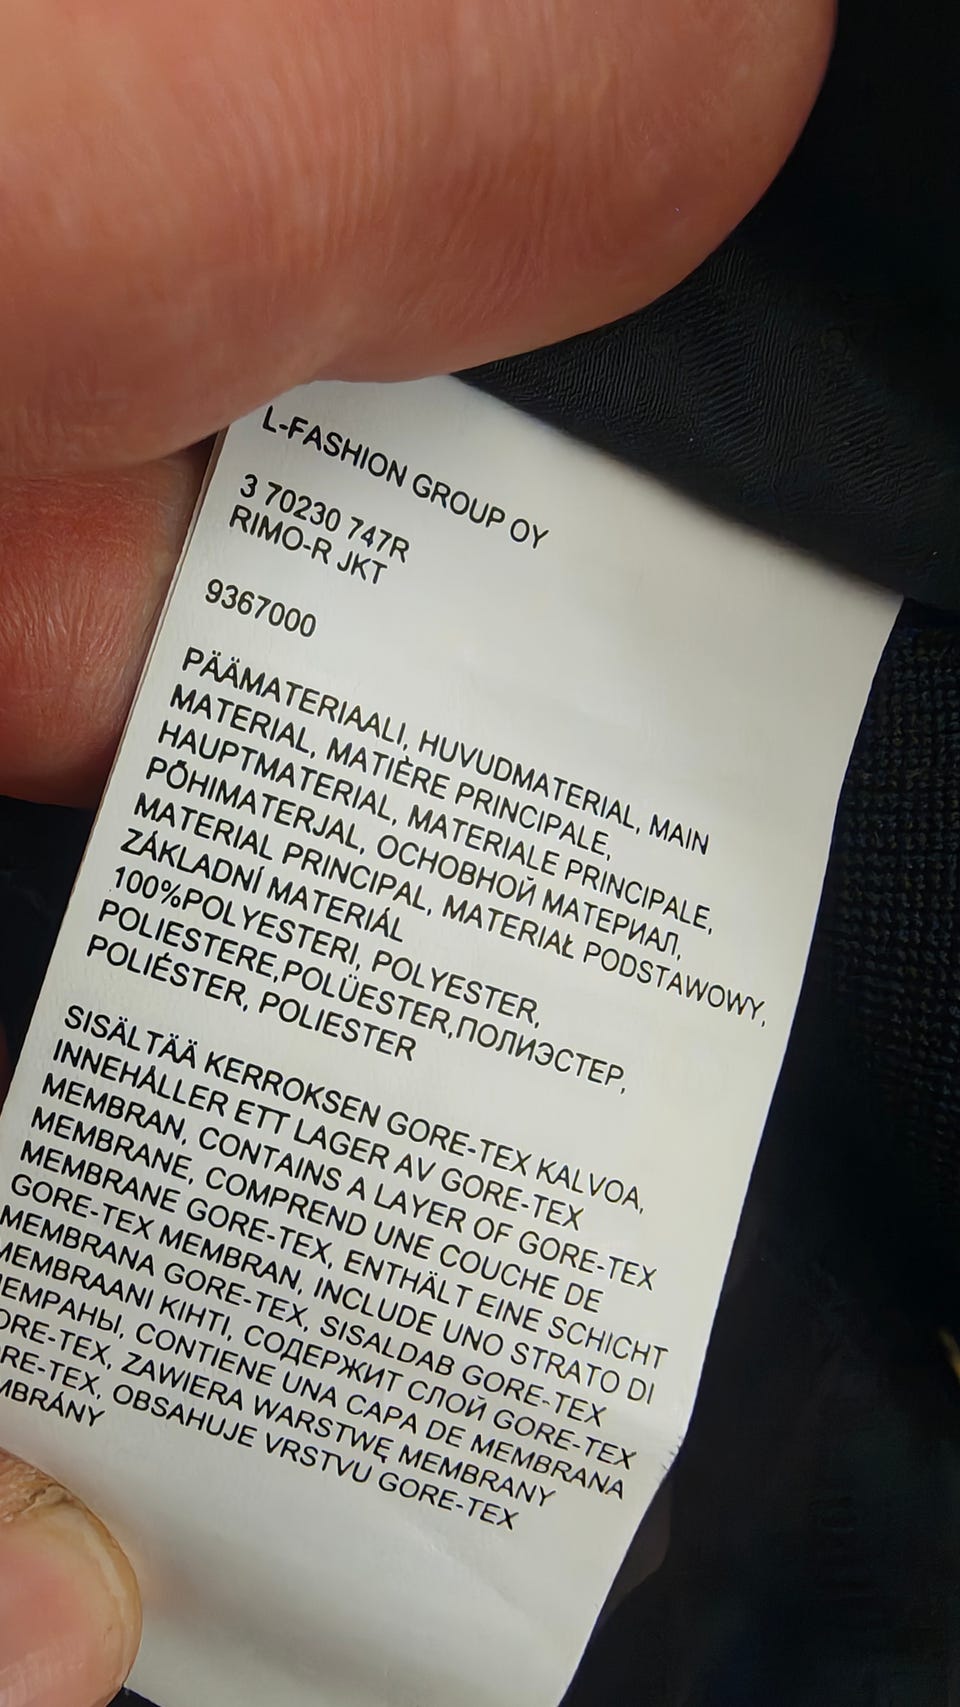 L-FASHION GROUP OY
3 70230 747R
RIMO-R JKT
9367000
PÄÄMATERIAALI, HUVUDMATERIAL, MAIN
MATERIAL, MATIÈRE PRINCIPALE,
HAUPTMATERIAL, MATERIALE PRINCIPALE,
PÕHIMATERJAL, ОСНОВНОЙ МАТЕРИАЛ,
MATERIAL PRINCIPAL, MATERIAŁ PODSTAWOWY,
ZÁKLADNÍ MATERIÁL
100%POLYESTERI, POLYESTER,
POLIESTERE,POLÜESTER,ПОЛИЭСТЕР,
POLIÉSTER, POLIESTER
SISÄLTÄÄ KERROKSEN GORE-TEX KALVOA,
INNEHÅLLER ETT LAGER AV GORE-TEX
MEMBRAN, CONTAINS A LAYER OF GORE-TEX
MEMBRANE, COMPREND UNE COUCHE DE
MEMBRANE GORE-TEX, ENTHÄLT EINE SCHICHT
GORE-TEX MEMBRAN, INCLUDE UNO STRATO DI
MEMBRANA GORE-TEX, SISALDAB GORE-TEX
MEMBRAANI KIHTI, СОДЕРЖИТ СЛОЙ GORE-TEX
МЕМРАНЫ, CONTIENE UNA CAPA DE MEMBRANA
GORE-TEX, ZAWIERA WARSTWĘ MEMBRANY
GORE-TEX, OBSAHUJE VRSTVU GORE-TEX
MBRÁNY